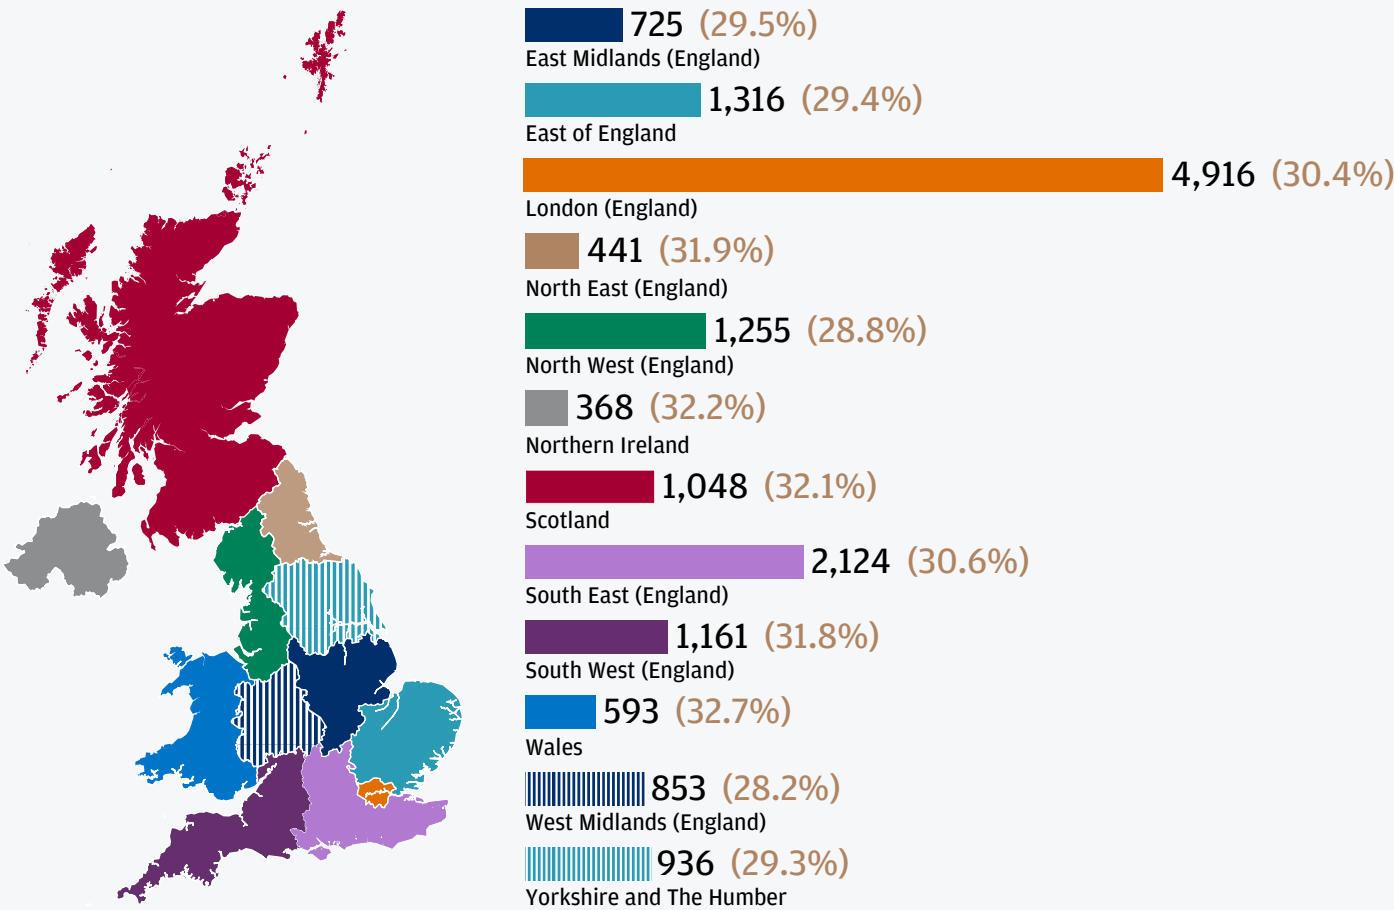 725 (29.5%)
East Midlands (England)
1,316 (29.4%)
East of England
4,916 (30.4%)
London (England)
441 (31.9%)
North East (England)
1,255 (28.8%)
North West (England)
368 (32.2%)
Northern Ireland
1,048 (32.1%)
Scotland
2,124 (30.6%)
South East (England)
1,161 (31.8%)
South West (England)
593 (32.7%)
Wales
853 (28.2%)
West Midlands (England)
936 (29.3%)
Yorkshire and The Humber